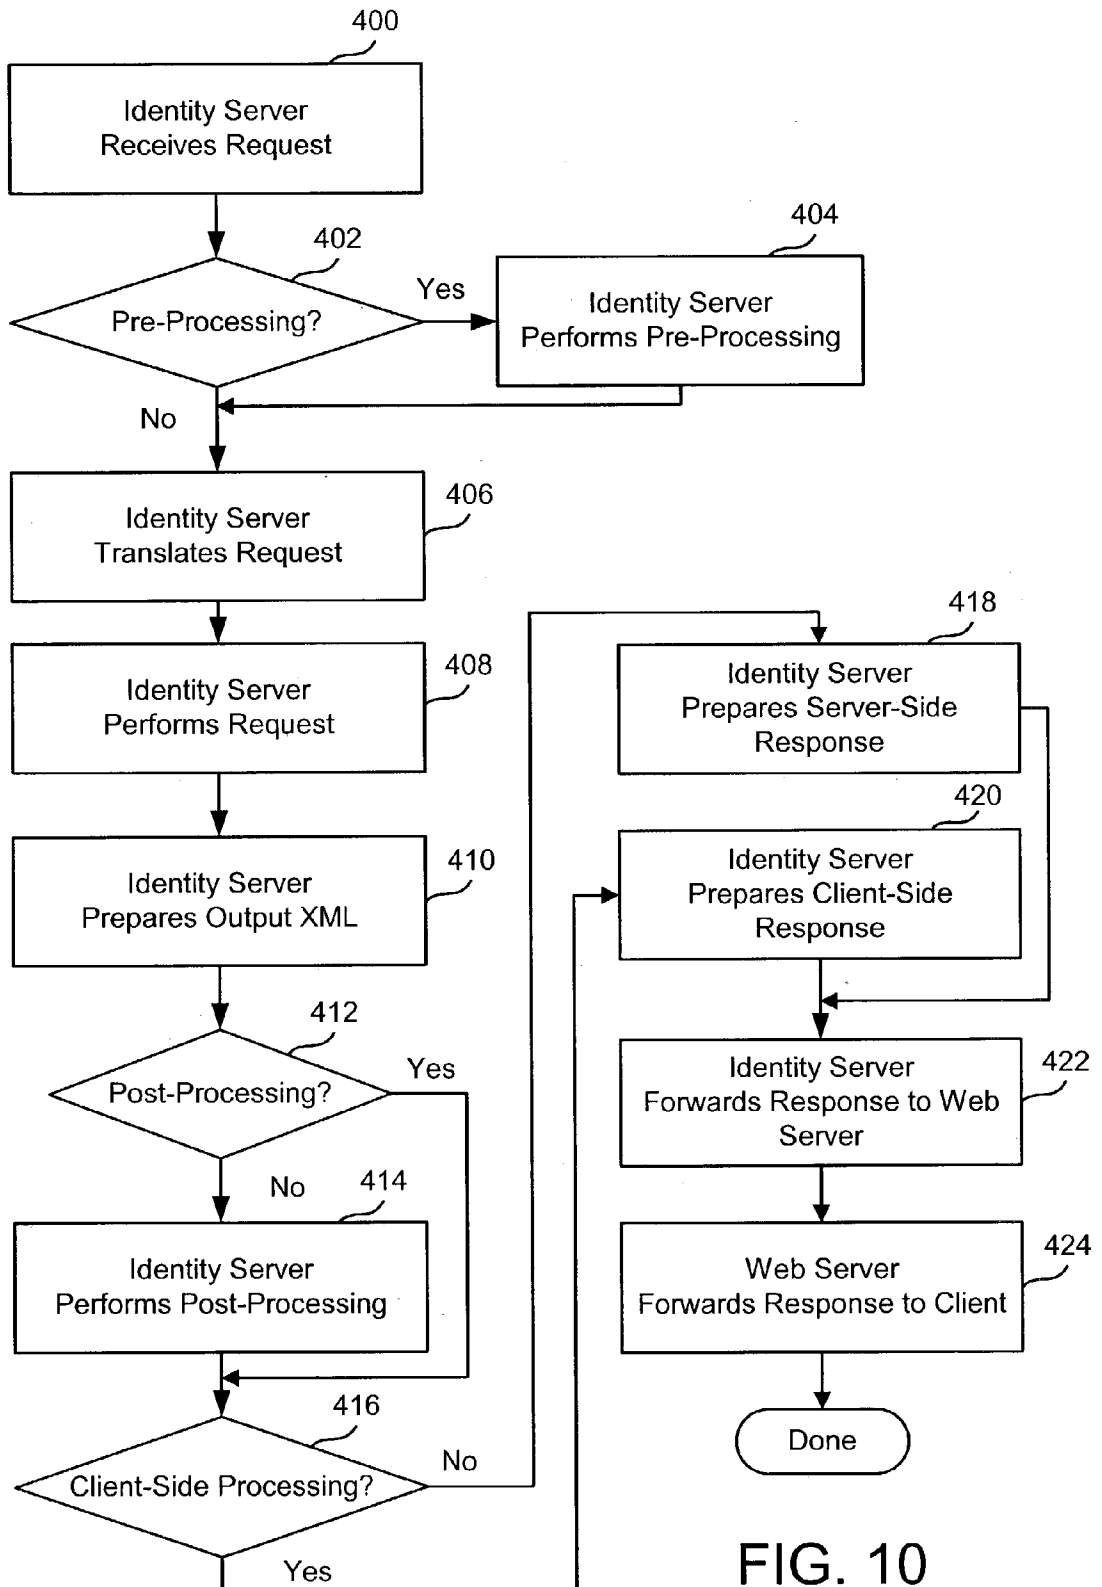 400
Identity Server
Receives Request
402
Pre-Processing?
Yes
404
Identity Server
Performs Pre-Processing
No
406
Identity Server
Translates Request
408
Identity Server
Performs Request
410
Identity Server
Prepares Output XML
412
Post-Processing?
Yes
No
414
Identity Server
Performs Post-Processing
416
Client-Side Processing?
No
Yes
418
Identity Server
Prepares Server-Side
Response
420
Identity Server
Prepares Client-Side
Response
422
Identity Server
Forwards Response to Web
Server
424
Web Server
Forwards Response to Client
Done
FIG. 10